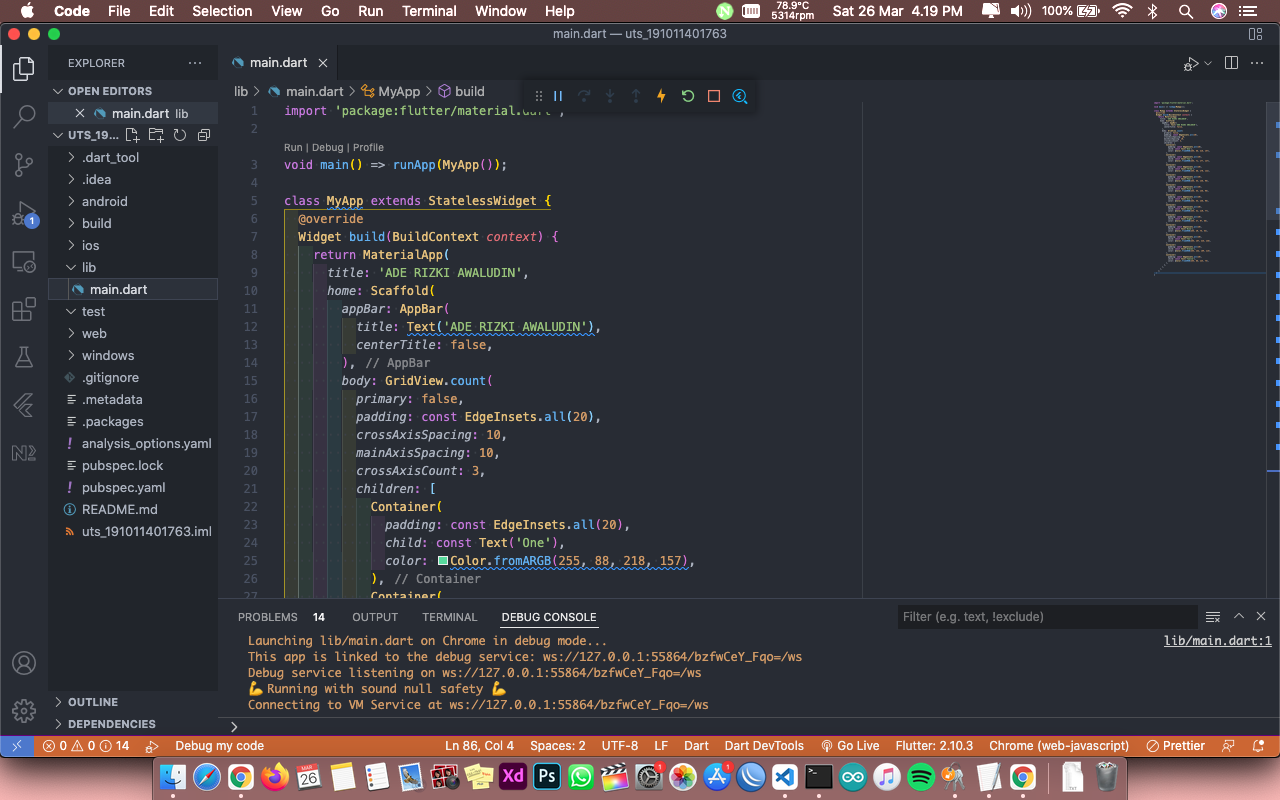 Code File Edit Selection View Go Run Terminal Window Help 78.9°C 5314rpm 100% Sat 26 Mar 4.19 PM
main.dart — uts_191011401763
EXPLORER
main.dart
OPEN EDITORS
lib > main.dart > MyApp > build
main.dart lib
UTS_19...
.dart_tool
.idea
android
build
ios
lib
main.dart
test
web
windows
.gitignore
.metadata
.packages
analysis_options.yaml
pubspec.lock
pubspec.yaml
README.md
uts_191011401763.iml
OUTLINE
DEPENDENCIES
1
1 import 'package:flutter/material.dart';
2
Run | Debug | Profile
3 void main() => runApp(MyApp());
4
5 class MyApp extends StatelessWidget {
6 @override
7 Widget build(BuildContext context) {
8 return MaterialApp(
9 title: 'ADE RIZKI AWALUDIN',
10 home: Scaffold(
11 appBar: AppBar(
12 title: Text('ADE RIZKI AWALUDIN'),
13 centerTitle: false,
14 ), // AppBar
15 body: GridView.count(
16 primary: false,
17 padding: const EdgeInsets.all(20),
18 crossAxisSpacing: 10,
19 mainAxisSpacing: 10,
20 crossAxisCount: 3,
21 children: [
22 Container(
23 padding: const EdgeInsets.all(20),
24 child: const Text('One'),
25 color: Color.fromARGB(255, 88, 218, 157),
26 ), // Container
27 Container(
PROBLEMS 14 OUTPUT TERMINAL DEBUG CONSOLE Filter (e.g. text, !exclude)
Launching lib/main.dart on Chrome in debug mode... lib/main.dart:1
This app is linked to the debug service: ws://127.0.0.1:55864/bzfwCeY_Fqo=/ws
Debug service listening on ws://127.0.0.1:55864/bzfwCeY_Fqo=/ws
💪 Running with sound null safety 💪
Connecting to VM Service at ws://127.0.0.1:55864/bzfwCeY_Fqo=/ws
0 0 14 Debug my code Ln 86, Col 4 Spaces: 2 UTF-8 LF Dart Dart DevTools Go Live Flutter: 2.10.3 Chrome (web-javascript) Prettier
MAR 26 Xd Ps 1 1